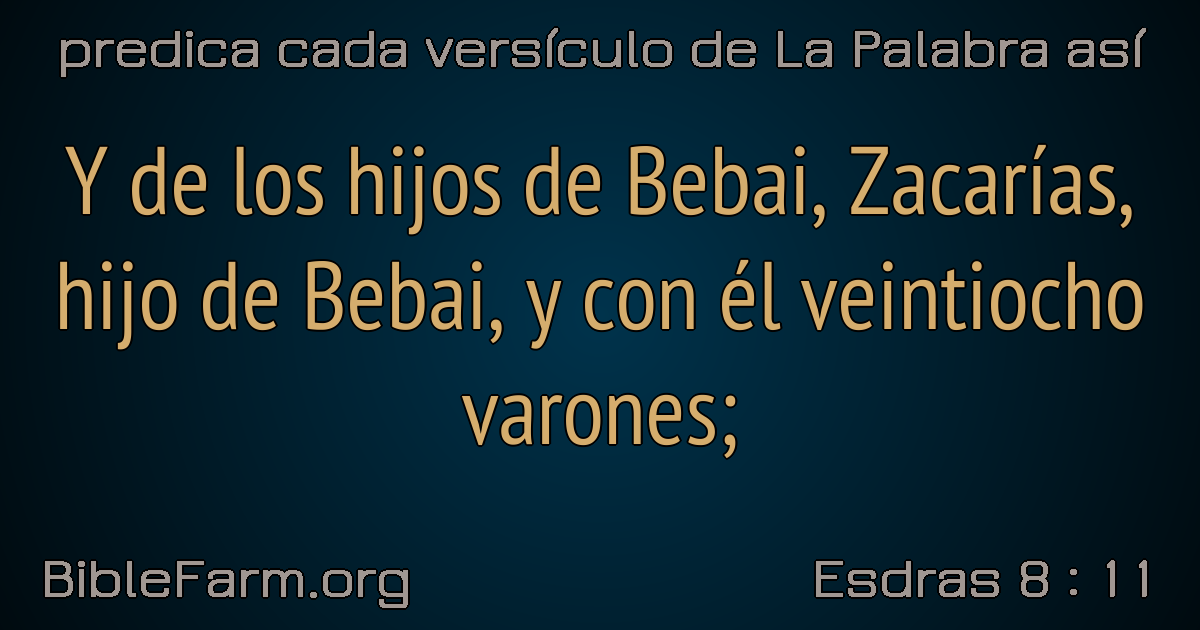 predica cada versículo de La Palabra así
Y de los hijos de Bebai, Zacarías,
hijo de Bebai, y con él veintiocho
varones;
BibleFarm.org
Esdras 8 : 11